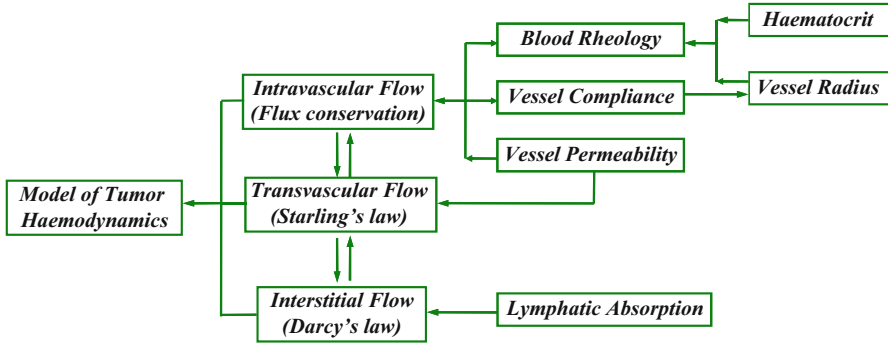 Haematocrit
Blood Rheology
Intravascular Flow
(Flux conservation)
Vessel Compliance
Vessel Radius
Vessel Permeability
Model of Tumor
Haemodynamics
Transvascular Flow
(Starling's law)
Interstitial Flow
(Darcy's law)
Lymphatic Absorption